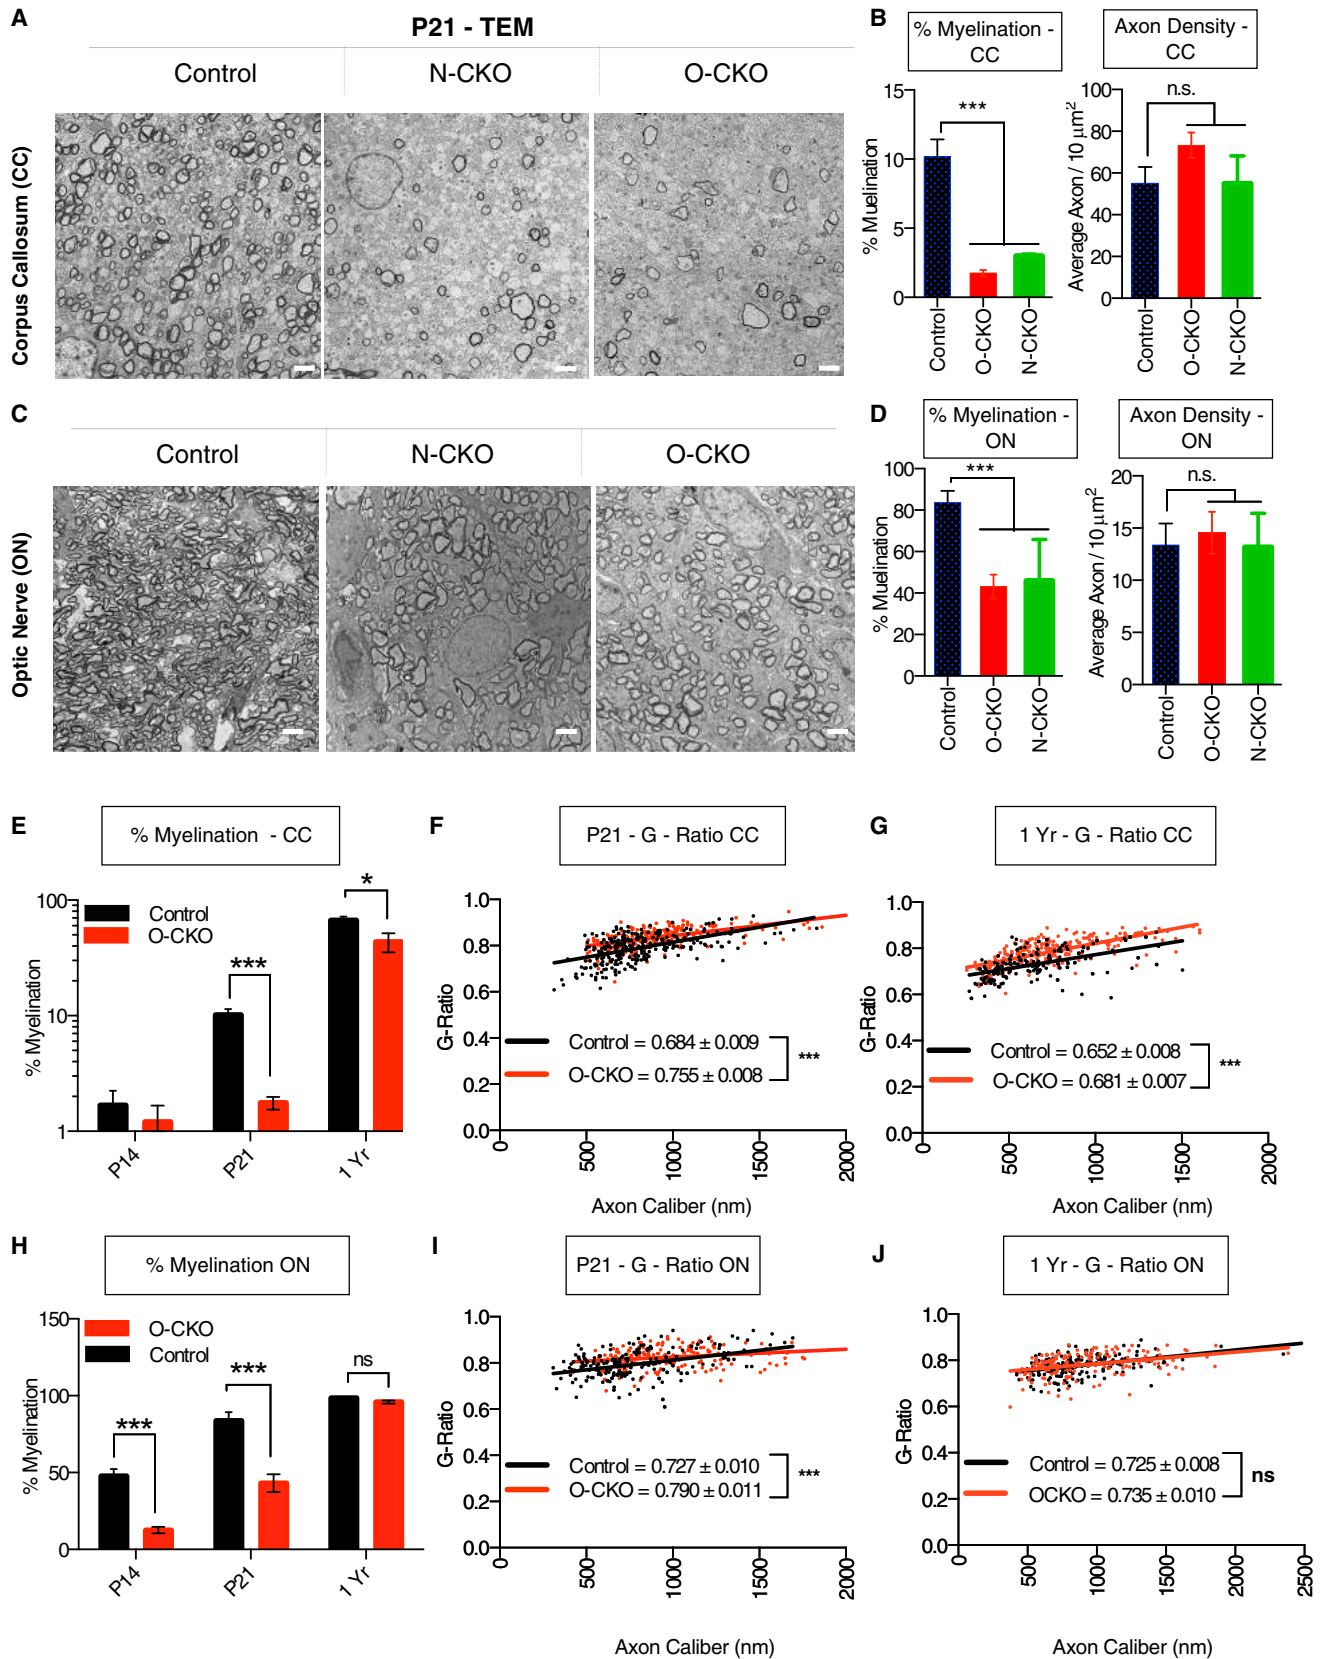 A
P21 - TEM
Control
N-CKO
O-CKO
Corpus Callosum (CC)
B
% Myelination -
CC
Axon Density -
CC
% Muelination
15
10
5
0
***
Control
O-CKO
N-CKO
Average Axon / 10 µm²
100
80
60
40
20
0
n.s.
Control
O-CKO
N-CKO
C
Control
N-CKO
O-CKO
Optic Nerve (ON)
D
% Myelination -
ON
Axon Density -
ON
% Muelination
100
80
60
40
20
0
***
Control
O-CKO
N-CKO
Average Axon / 10 µm²
20
15
10
5
0
n.s.
Control
O-CKO
N-CKO
E
% Myelination - CC
% Myelination
100
10
1
Control
O-CKO
***
*
P14
P21
1 Yr
F
P21 - G - Ratio CC
G-Ratio
1.0
0.8
0.6
0.4
0.2
0.0
Control = 0.684 ± 0.009
O-CKO = 0.755 ± 0.008
***
0
500
1000
1500
2000
Axon Caliber (nm)
G
1 Yr - G - Ratio CC
G-Ratio
1.0
0.8
0.6
0.4
0.2
0.0
Control = 0.652 ± 0.008
O-CKO = 0.681 ± 0.007
***
0
500
1000
1500
2000
Axon Caliber (nm)
H
% Myelination ON
% Myelination
150
100
50
0
O-CKO
Control
***
***
ns
P14
P21
1 Yr
I
P21 - G - Ratio ON
G-Ratio
1.0
0.8
0.6
0.4
0.2
0.0
Control = 0.727 ± 0.010
O-CKO = 0.790 ± 0.011
***
0
500
1000
1500
2000
Axon Caliber (nm)
J
1 Yr - G - Ratio ON
G-Ratio
1.0
0.8
0.6
0.4
0.2
0.0
Control = 0.725 ± 0.008
OCKO = 0.735 ± 0.010
ns
0
500
1000
1500
2000
2500
Axon Caliber (nm)